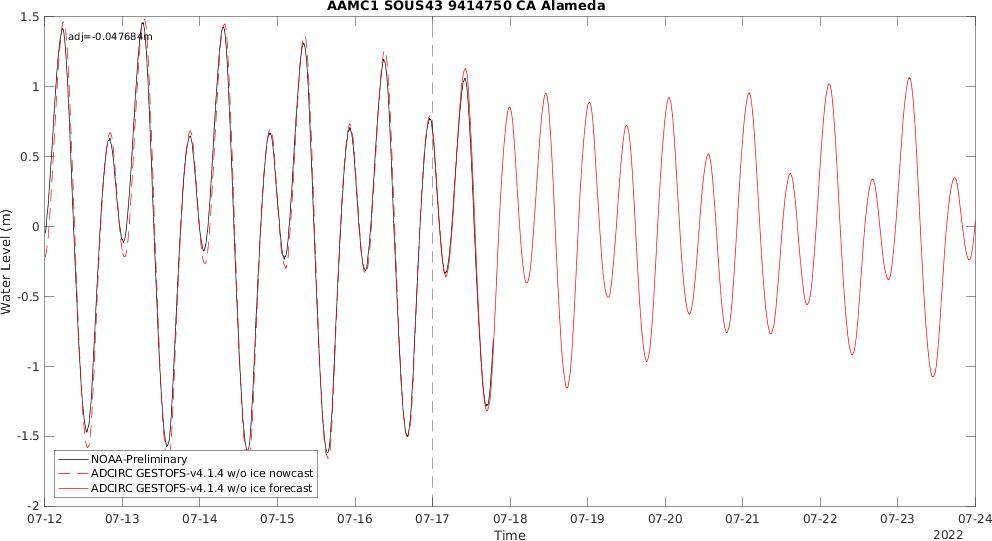 AAMC1 SOUS43 9414750 CA Alameda
adj=-0.047684m
Water Level (m)
1.5
1
0.5
0
-0.5
-1
-1.5
-2
NOAA-Preliminary
ADCIRC GESTOFS-v4.1.4 w/o ice nowcast
ADCIRC GESTOFS-v4.1.4 w/o ice forecast
07-12 07-13 07-14 07-15 07-16 07-17 07-18 07-19 07-20 07-21 07-22 07-23 07-24
Time
2022